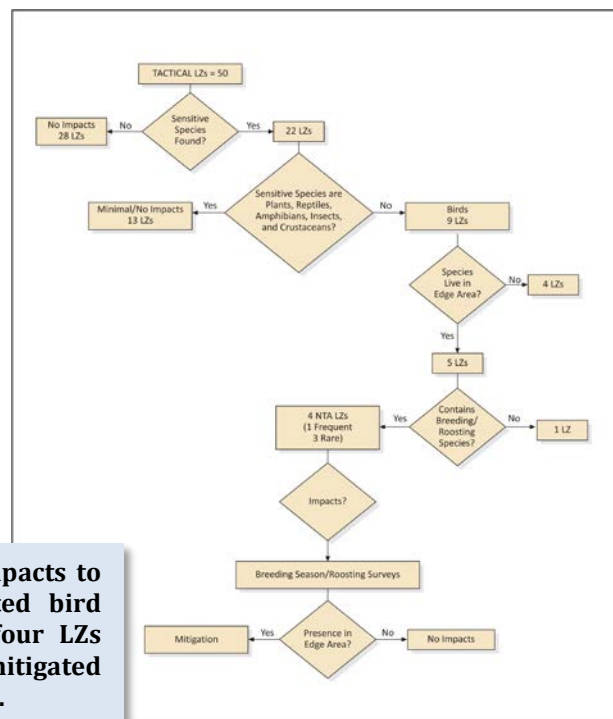 TACTICAL LZs = 50
Sensitive
Species
Found?
No
Yes
No Impacts
28 LZs
22 LZs
Sensitive Species are
Plants, Reptiles,
Amphibians, Insects,
and Crustaceans?
Yes
No
Minimal/No Impacts
13 LZs
Birds
9 LZs
Species
Live in
Edge Area?
No
4 LZs
Yes
5 LZs
Contains
Breeding/
Roosting
Species?
Yes
No
4 NTA LZs
(1 Frequent
3 Rare)
1 LZ
Impacts?
Breeding Season/Roosting Surveys
Presence in
Edge Area?
Yes
No
Mitigation
No Impacts
bird
four LZs